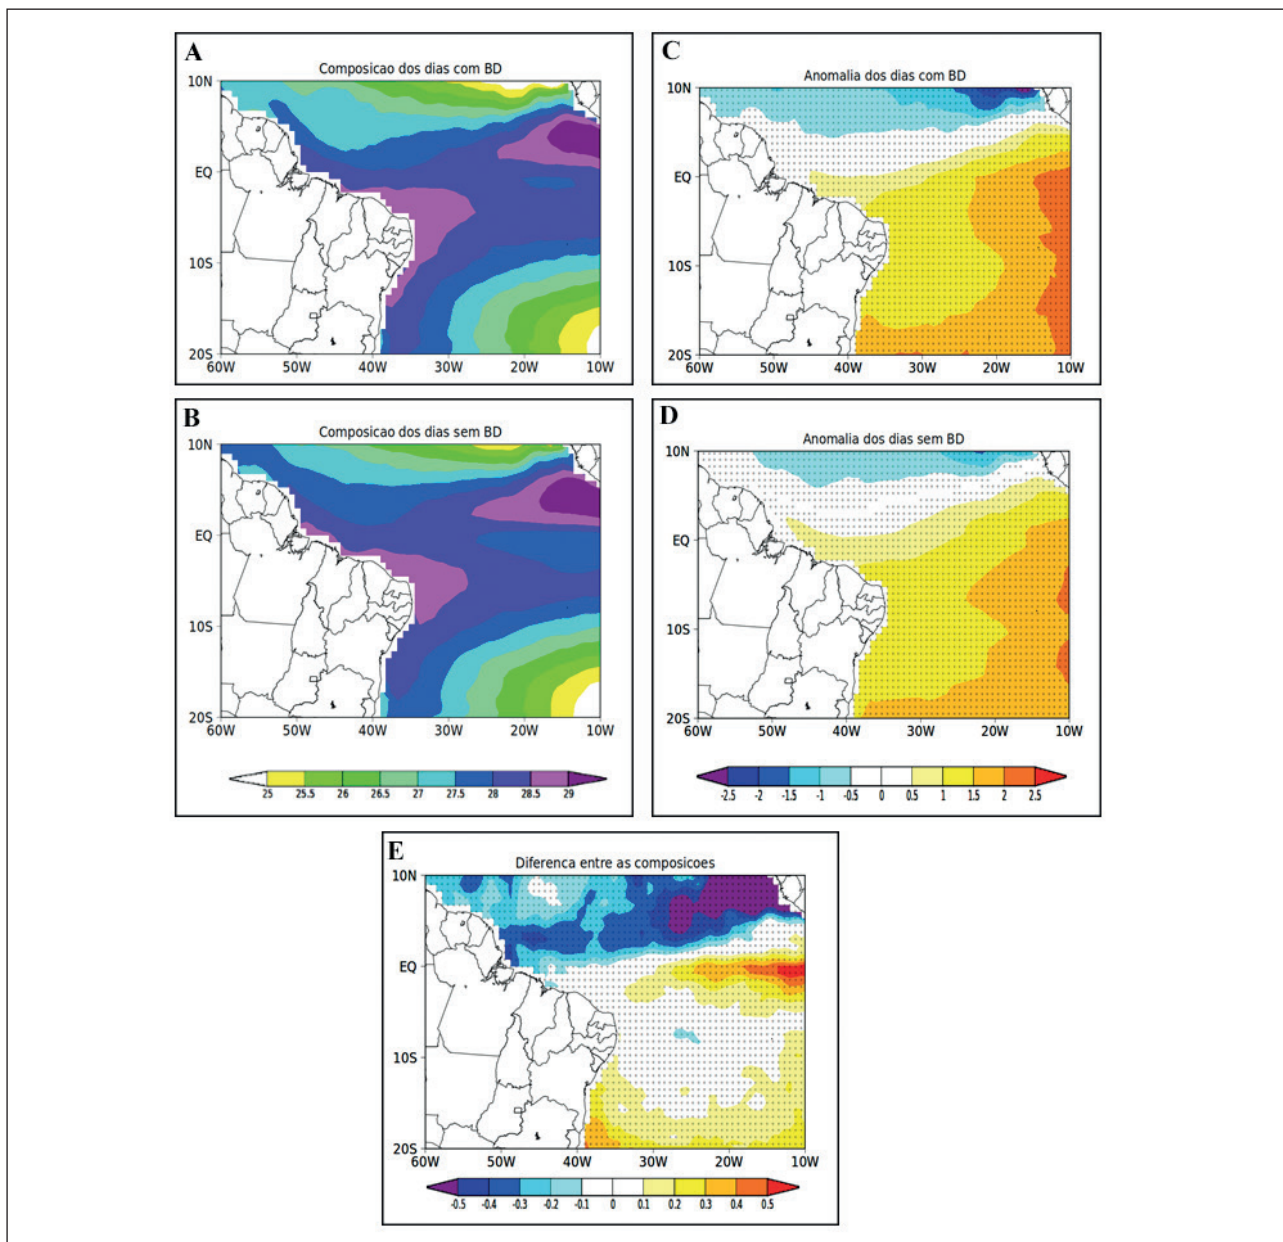 A
Composicao dos dias com BD
10N
EQ
10S
20S
60W 50W 40W 30W 20W 10W
C
Anomalia dos dias com BD
10N
EQ
10S
20S
60W 50W 40W 30W 20W 10W
B
Composicao dos dias sem BD
10N
EQ
10S
20S
60W 50W 40W 30W 20W 10W
25 25.5 26 26.5 27 27.5 28 28.5 29
D
Anomalia dos dias sem BD
10N
EQ
10S
20S
60W 50W 40W 30W 20W 10W
-2.5 -2 -1.5 -1 -0.5 0 0.5 1 1.5 2 2.5
E
Diferenca entre as composicoes
10N
EQ
10S
20S
60W 50W 40W 30W 20W 10W
-0.5 -0.4 -0.3 -0.2 -0.1 0 0.1 0.2 0.3 0.4 0.5